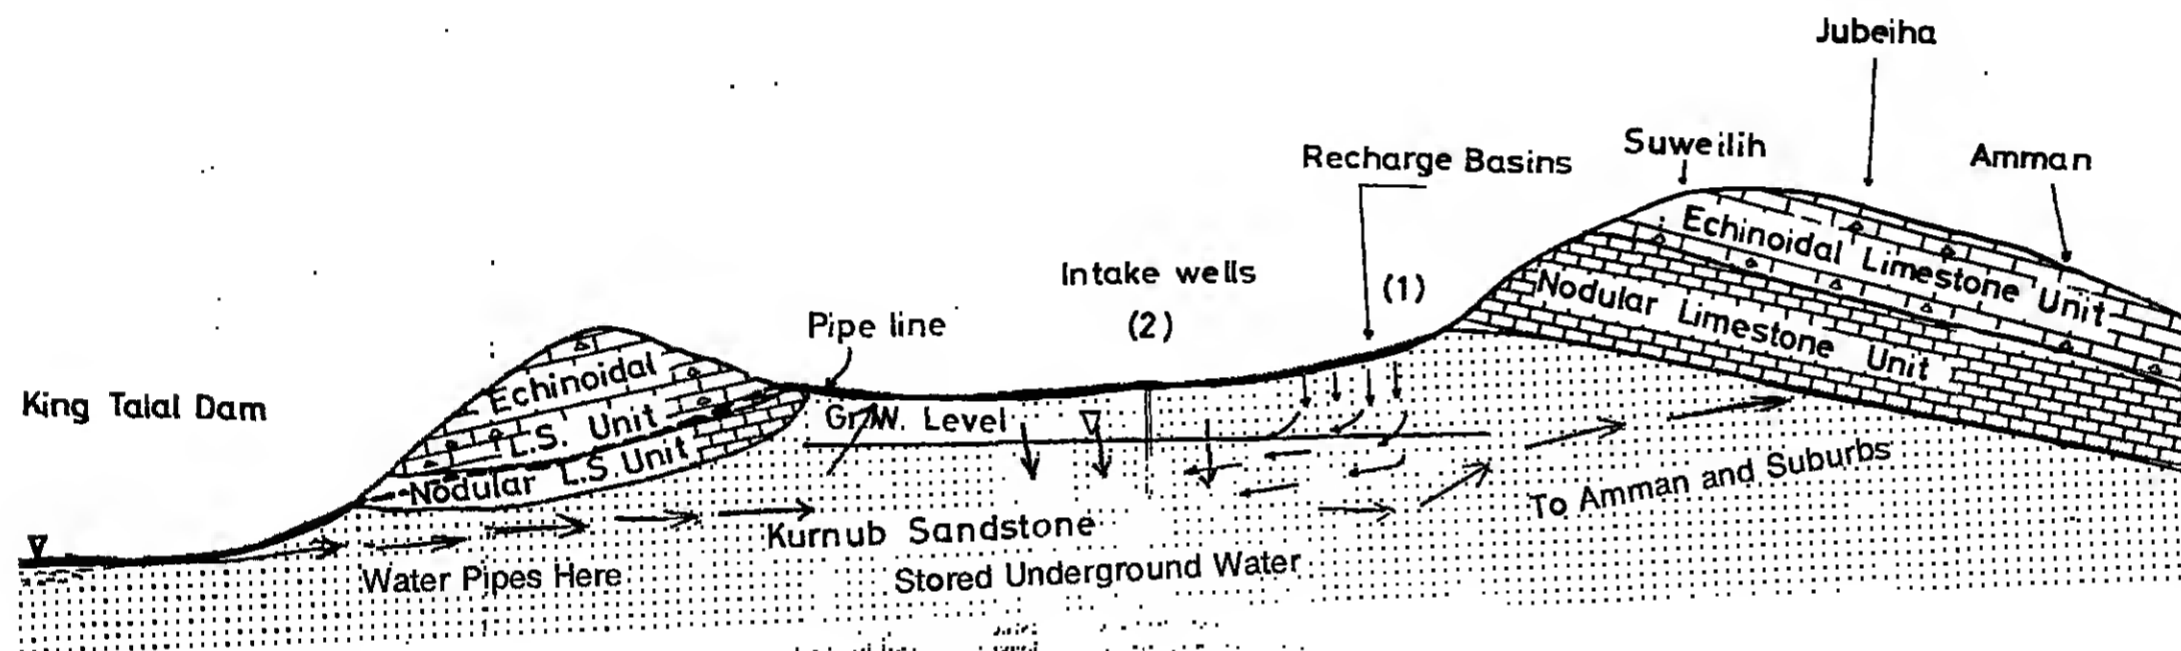 Jubeiha
Suweilih
Amman
Recharge Basins
(1)
Intake wells
(2)
Pipe line
King Talal Dam
Echinoidal
L.S. Unit
Nodular L.S. Unit
Gr.W. Level
Echinoidal Limestone Unit
Nodular Limestone Unit
To Amman and Suburbs
Kurnub Sandstone
Stored Underground Water
Water Pipes Here